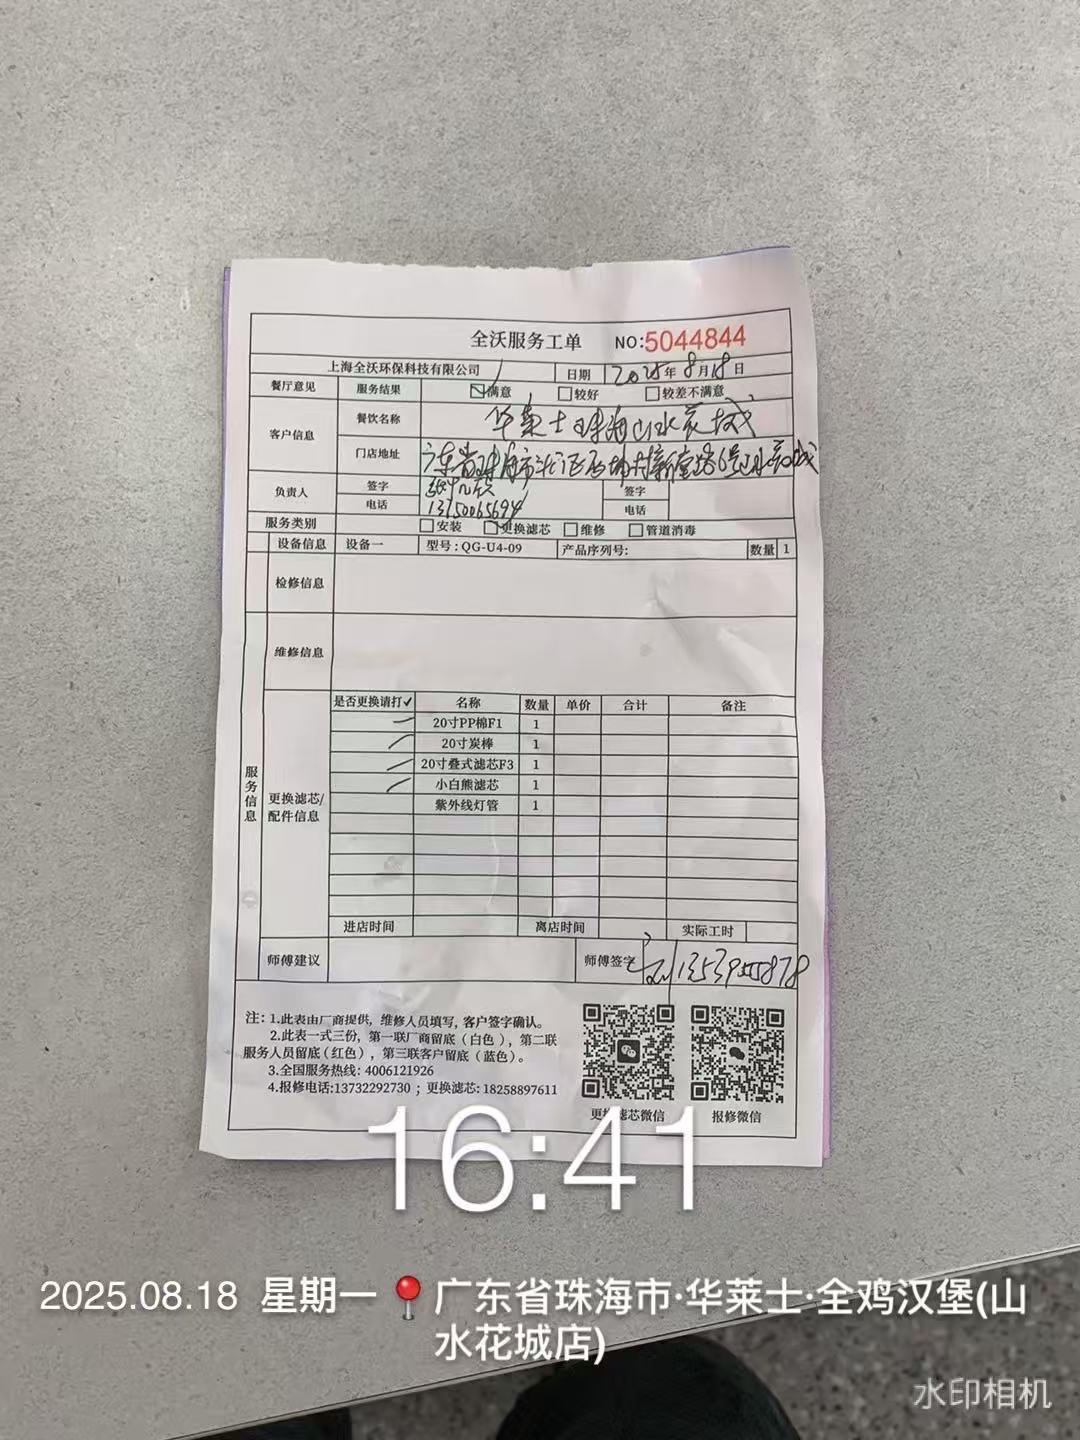 全沃服务工单 NO:5044844
上海全沃环保科技有限公司 日期 2025年8月18日
餐厅意见 服务结果 满意 较好 较差不满意
客户信息 餐饮名称 华莱士珠海山水花城
门店地址 广东省珠海市
负责人 签字 签字
电话 电话
服务类别 安装 更换滤芯 维修 管道消毒
设备信息 设备一 型号:QG-U4-09 产品序列号: 数量 1
检修信息
维修信息
服务信息
更换滤芯/
配件信息
是否更换请打✓ 名称 数量 单价 合计 备注
20寸PP棉F1 1
20寸炭棒 1
20寸叠式滤芯F3 1
小白熊滤芯 1
紫外线灯管 1
进店时间 离店时间 实际工时
师傅建议 师傅签字
注：1.此表由厂商提供，维修人员填写，客户签字确认。
2.此表一式三份，第一联厂商留底（白色），第二联
服务人员留底（红色），第三联客户留底（蓝色）。
3.全国服务热线: 4006121926
4.报修电话:13732292730 ；更换滤芯: 18258897611
更换滤芯微信 报修微信
16:41
2025.08.18 星期一 广东省珠海市·华莱士·全鸡汉堡(山
水花城店)
水印相机